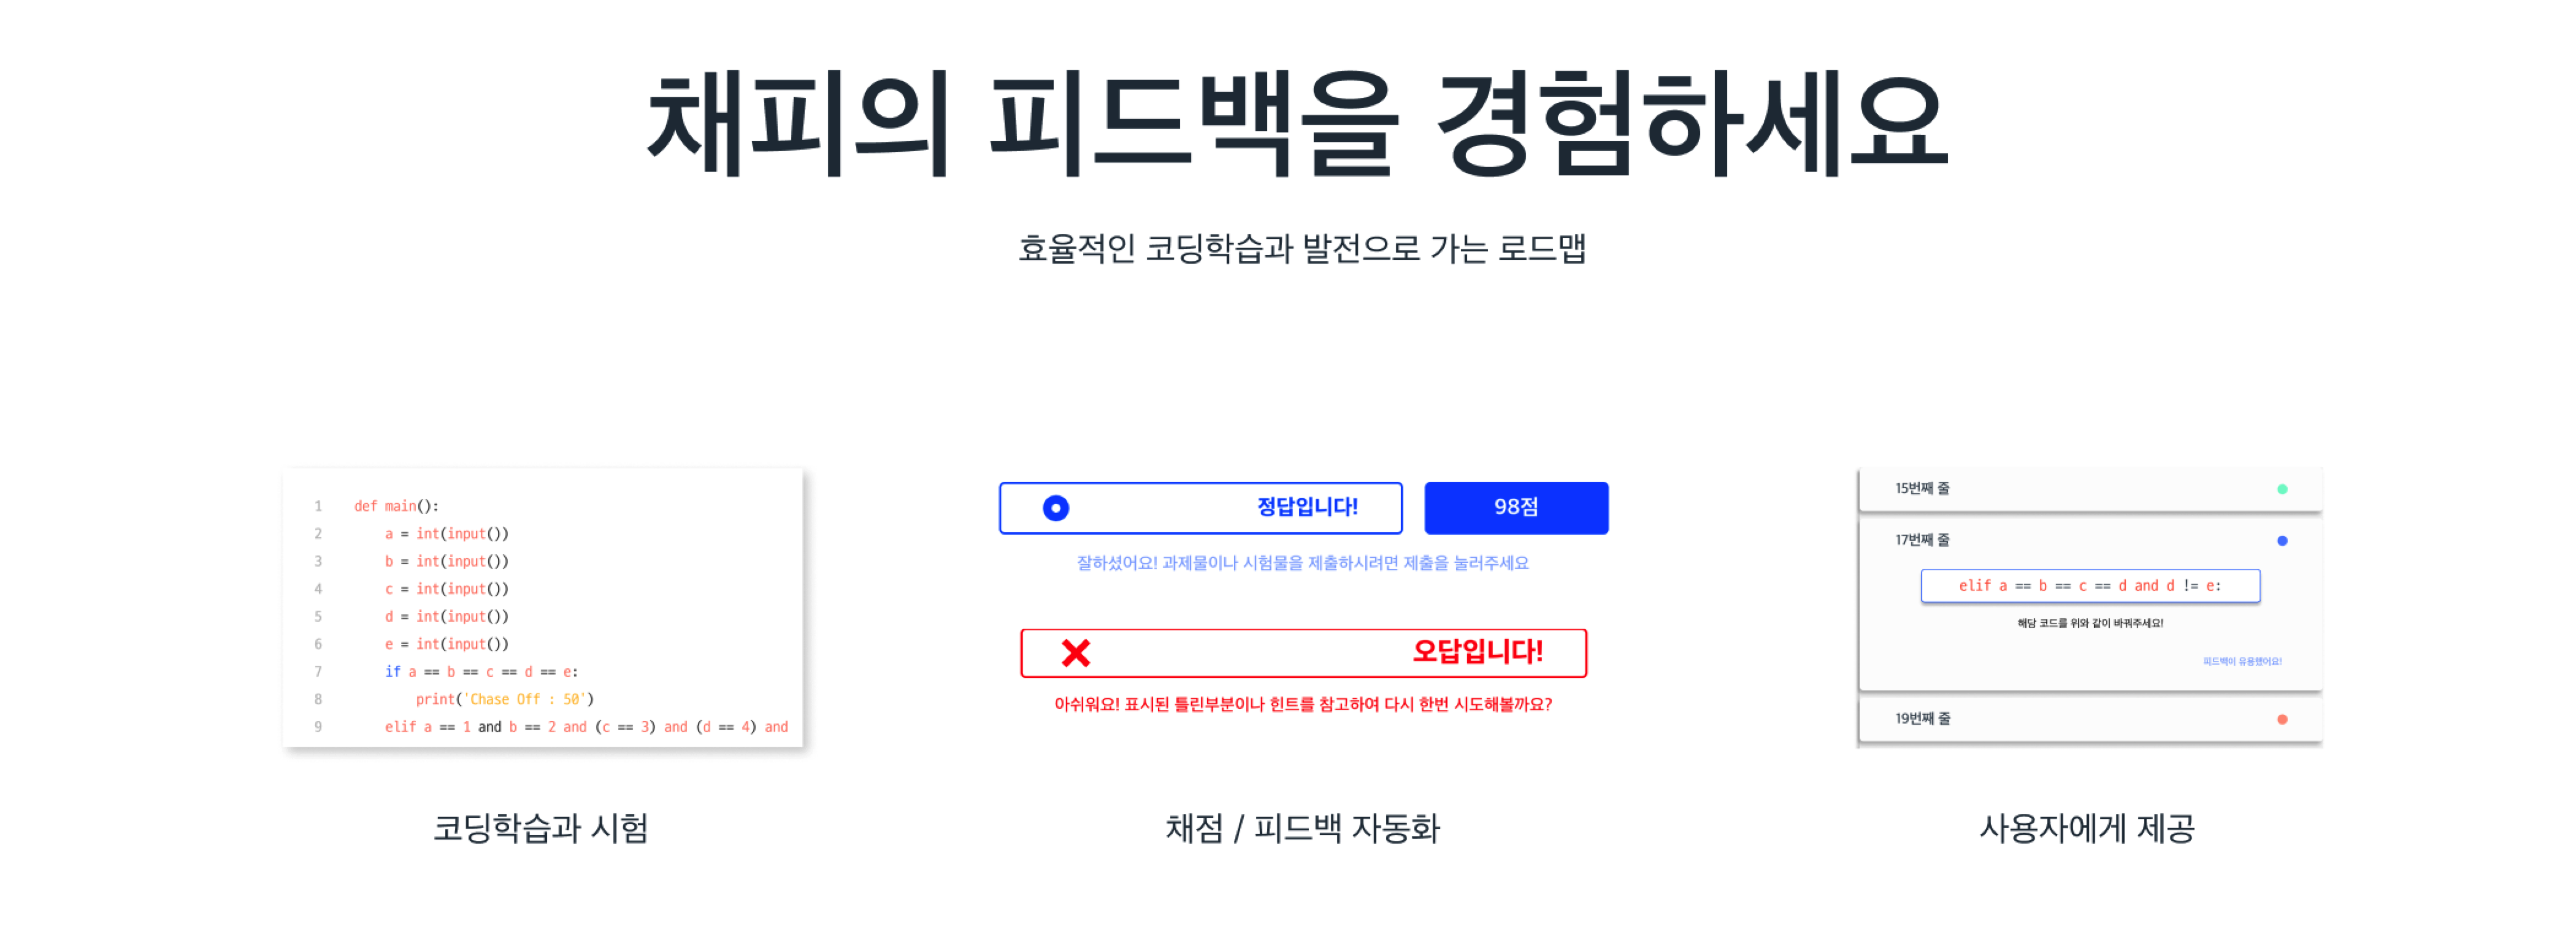 채피의 피드백을 경험하세요
효율적인 코딩학습과 발전으로 가는 로드맵
1 def main():
2 a = int(input())
3 b = int(input())
4 c = int(input())
5 d = int(input())
6 e = int(input())
7 if a == b == c == d == e:
8 print('Chase Off : 50')
9 elif a == 1 and b == 2 and (c == 3) and (d == 4) and
코딩학습과 시험
정답입니다! 98점
잘하셨어요! 과제물이나 시험물을 제출하시려면 제출을 눌러주세요
오답입니다!
아쉬워요! 표시된 틀린부분이나 힌트를 참고하여 다시 한번 시도해볼까요?
채점 / 피드백 자동화
15번째 줄
17번째 줄
elif a == b == c == d and d != e:
해당 코드를 위와 같이 바꿔주세요!
피드백이 유용했어요!
19번째 줄
사용자에게 제공